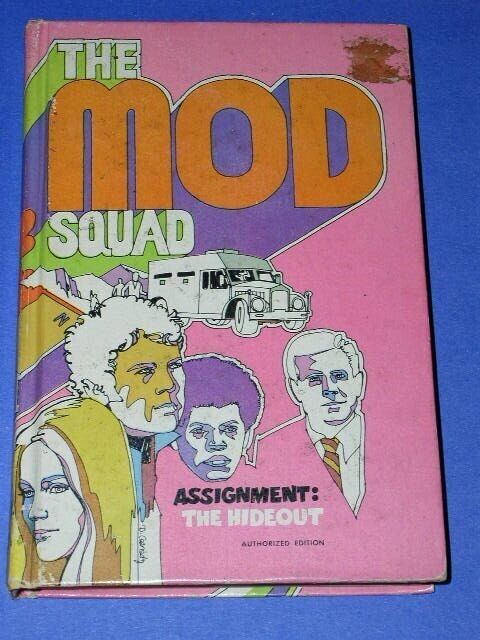 THE
MOD
SQUAD
ASSIGNMENT:
THE HIDEOUT
AUTHORIZED EDITION